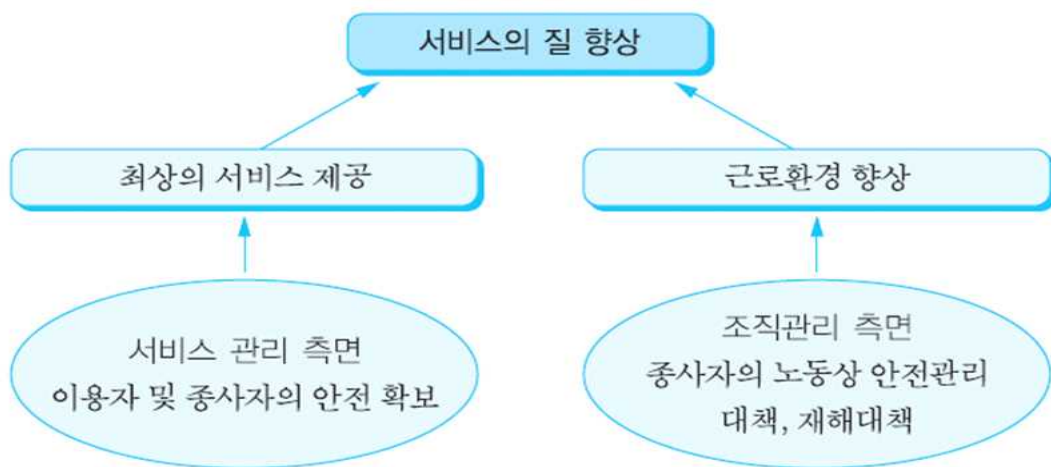 서비스의 질 향상
최상의 서비스 제공
근로환경 향상
서비스 관리 측면
이용자 및 종사자의 안전 확보
조직관리 측면
종사자의 노동상 안전관리
대책, 재해대책